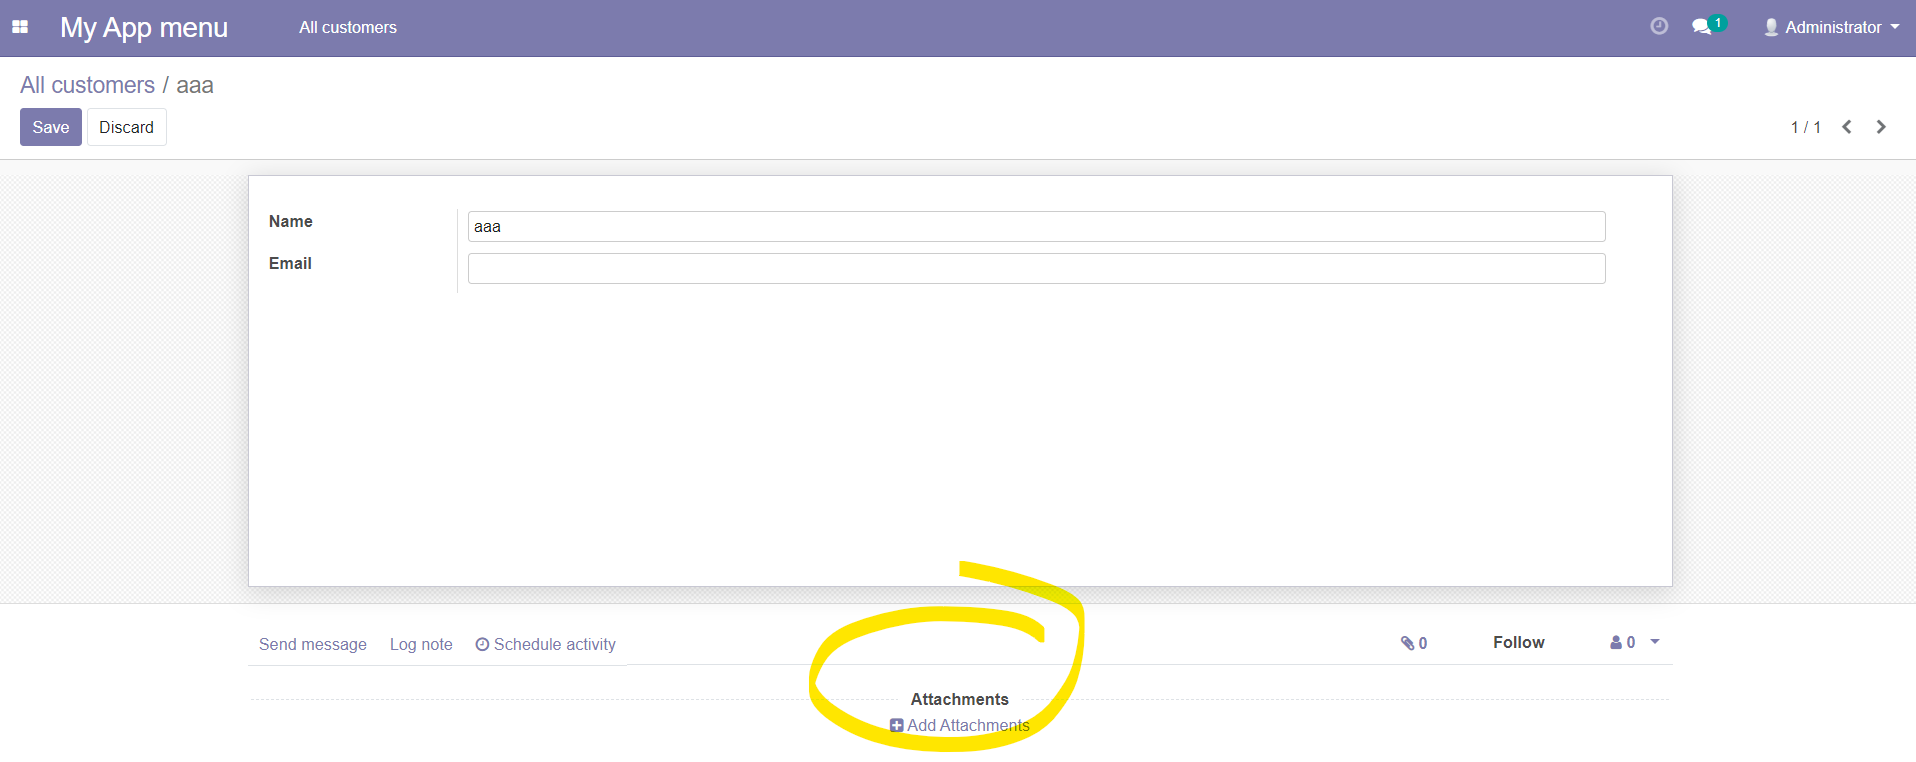 My App menu All customers 1 Administrator
All customers / aaa
Save Discard 1 / 1
Name aaa
Email
Send message Log note Schedule activity 0 Follow 0
Attachments
Add Attachments